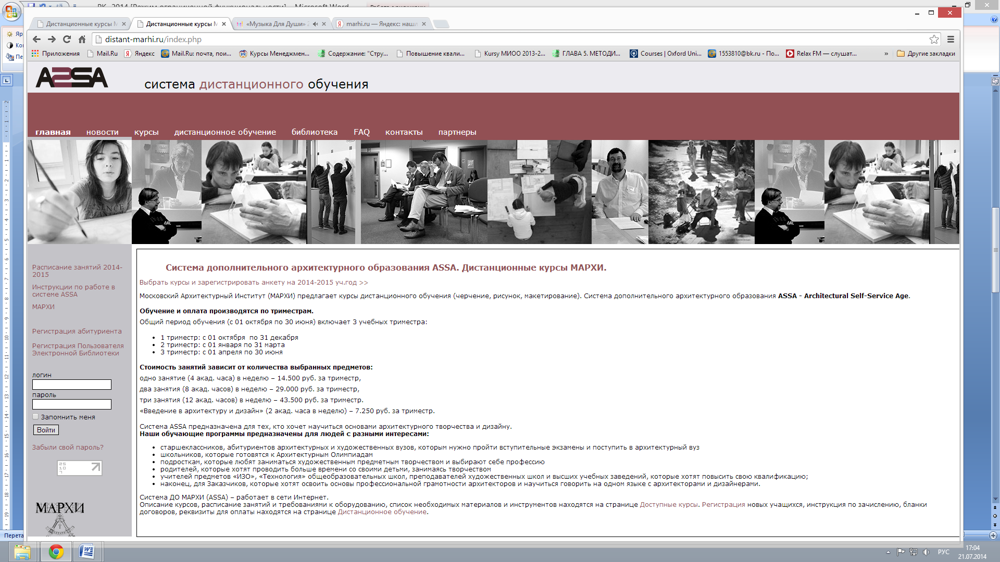 РК - 2014 [Режим ограниченной функциональности] - Microsoft Word
Дистанционные курсы М
Дистанционные курсы М
«Музыка Для Души» 2
marhi.ru — Яндекс: нашл
distant-marhi.ru/index.php
Приложения
Mail.Ru
Яндекс
Mail.Ru: почта, пои...
Курсы Менеджмен...
Содержание: "Стру...
Повышение квали...
Kursy МИОО 2013-2...
ГЛАВА 5. МЕТОДИ...
Courses | Oxford Uni...
1553810@bk.ru - По...
Relax FM — слушат...
»
Другие закладки
ASSA
система дистанционного обучения
главная
новости
курсы
дистанционное обучение
библиотека
FAQ
контакты
партнеры
Расписание занятий 2014-
2015
Инструкции по работе в
системе ASSA
МАРХИ
Регистрация абитуриента
Регистрация Пользователя
Электронной Библиотеки
логин
пароль
Запомнить меня
Войти
Забыли свой пароль?
25
10
7
МАРХИ
Система дополнительного архитектурного образования ASSA. Дистанционные курсы МАРХИ.
Выбрать курсы и зарегистрировать анкету на 2014-2015 уч.год >>
Московский Архитектурный Институт (МАРХИ) предлагает курсы дистанционного обучения (черчение, рисунок, макетирование). Система дополнительного архитектурного образования ASSA - Architectural Self-Service Age.
Обучение и оплата производятся по триместрам.
Общий период обучения (с 01 октября по 30 июня) включает 3 учебных триместра:
• 1 триместр: с 01 октября по 31 декабря
• 2 триместр: с 01 января по 31 марта
• 3 триместр: с 01 апреля по 30 июня
Стоимость занятий зависит от количества выбранных предметов:
одно занятие (4 акад. часа) в неделю – 14.500 руб. за триместр,
два занятия (8 акад. часов) в неделю – 29.000 руб. за триместр,
три занятия (12 акад. часов) в неделю – 43.500 руб. за триместр.
«Введение в архитектуру и дизайн» (2 акад. часа в неделю) – 7.250 руб. за триместр.
Система ASSA предназначена для тех, кто хочет научиться основами архитектурного творчества и дизайну.
Наши обучающие программы предназначены для людей с разными интересами:
• старшеклассников, абитуриентов архитектурных и художественных вузов, которым нужно пройти вступительные экзамены и поступить в архитектурный вуз
• школьников, которые готовятся к Архитектурным Олимпиадам
• подросткам, которые любят заниматься художественным предметным творчеством и выбирают себе профессию
• родителей, которые хотят проводить больше времени со своими детьми, занимаясь творчеством
• учителей предметов «ИЗО», «Технология» общеобразовательных школ, преподавателей художественных школ и высших учебных заведений, которые хотят повысить свою квалификацию;
• наконец, для Заказчиков, которые хотят освоить основы профессиональной грамотности архитекторов и научиться говорить на одном языке с архитекторами и дизайнерами.
Система ДО МАРХИ (ASSA) – работает в сети Интернет.
Описание курсов, расписание занятий и требованиями к оборудованию, список необходимых материалов и инструментов находятся на странице Доступные курсы. Регистрация новых учащихся, инструкция по зачислению, бланки
договоров, реквизиты для оплаты находятся на странице Дистанционное обучение.
Перета
РУС
17:04
21.07.2014